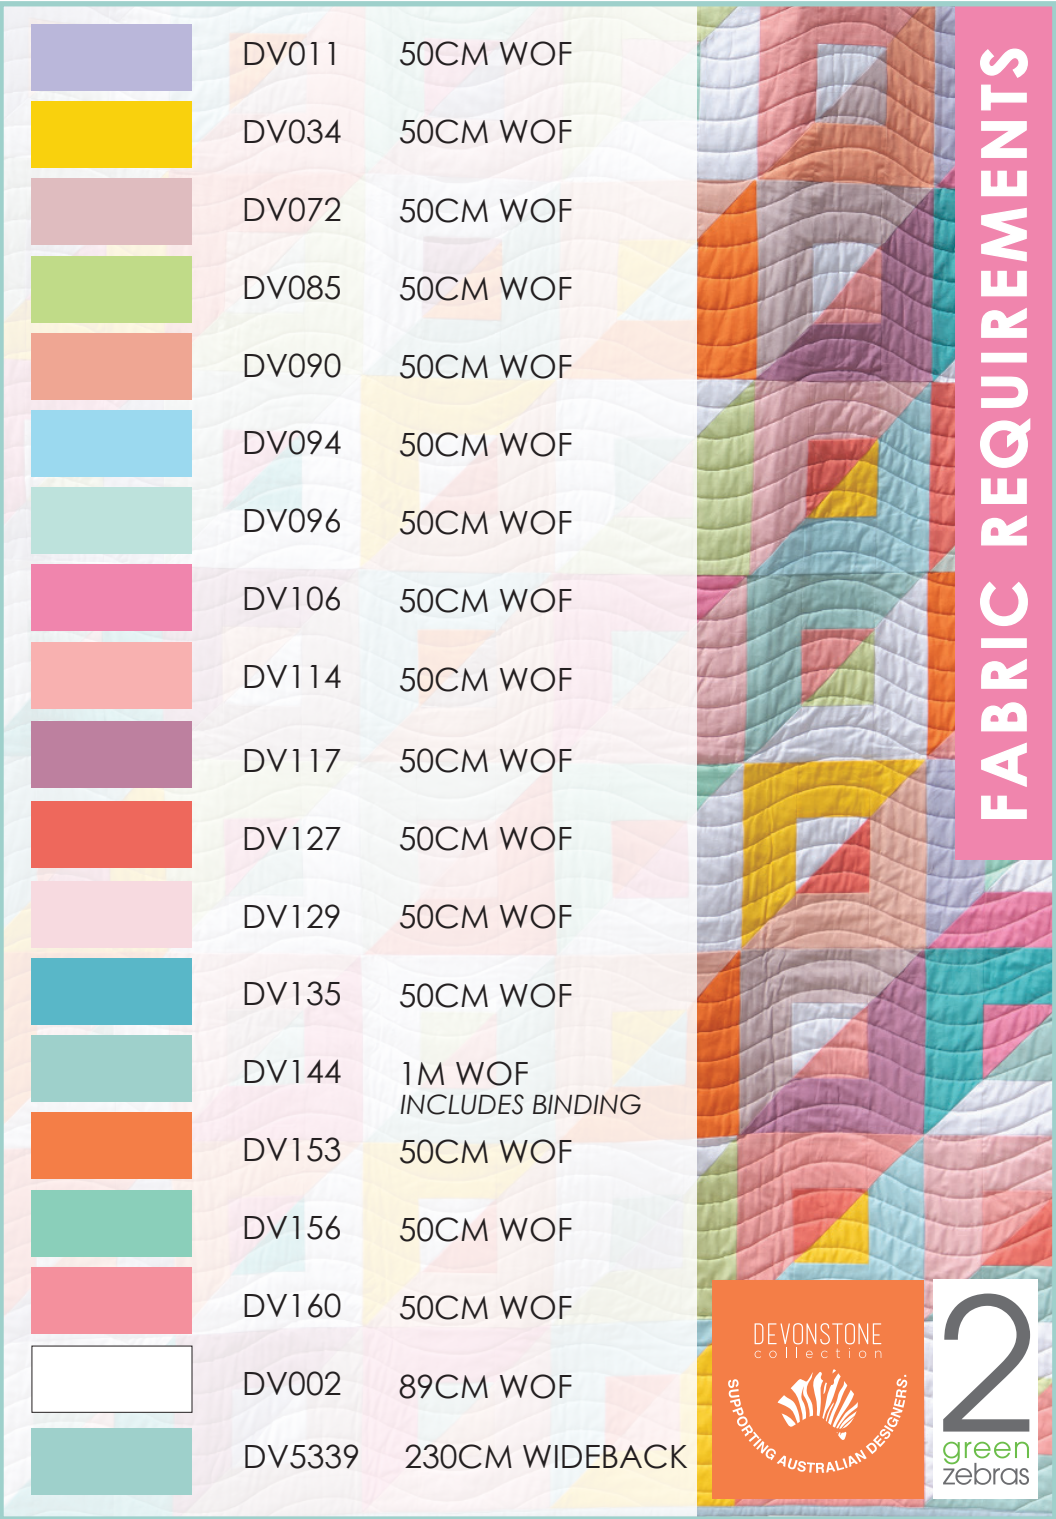 FABRIC REQUIREMENTS
DV011 50CM WOF
DV034 50CM WOF
DV072 50CM WOF
DV085 50CM WOF
DV090 50CM WOF
DV094 50CM WOF
DV096 50CM WOF
DV106 50CM WOF
DV114 50CM WOF
DV117 50CM WOF
DV127 50CM WOF
DV129 50CM WOF
DV135 50CM WOF
DV144 1M WOF
INCLUDES BINDING
DV153 50CM WOF
DV156 50CM WOF
DV160 50CM WOF
DV002 89CM WOF
DV5339 230CM WIDEBACK
DEVONSTONE
collection
SUPPORTING AUSTRALIAN DESIGNERS.
2
green
zebras